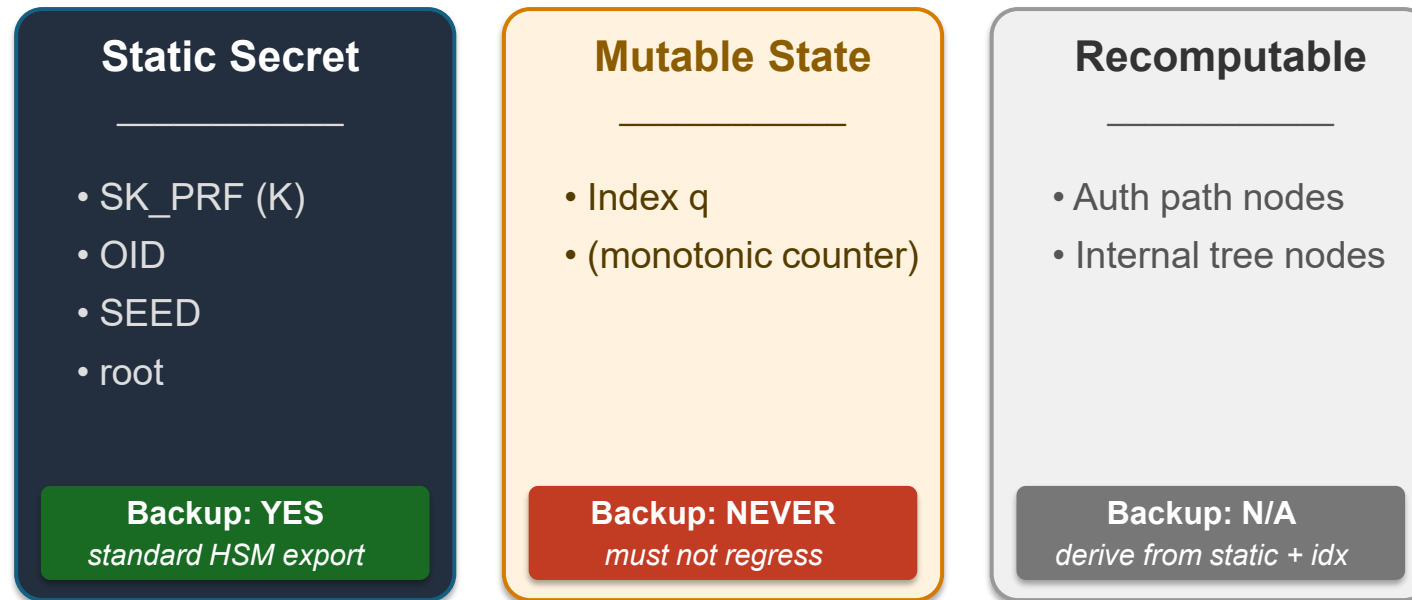 Static Secret
• SK_PRF (K)
• OID
• SEED
• root
Backup: YES
standard HSM export
Mutable State
• Index q
• (monotonic counter)
Backup: NEVER
must not regress
Recomputable
• Auth path nodes
• Internal tree nodes
Backup: N/A
derive from static + idx